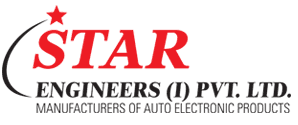 STAR
ENGINEERS (I) PVT. LTD.
MANUFACTURERS OF AUTO ELECTRONIC PRODUCTS